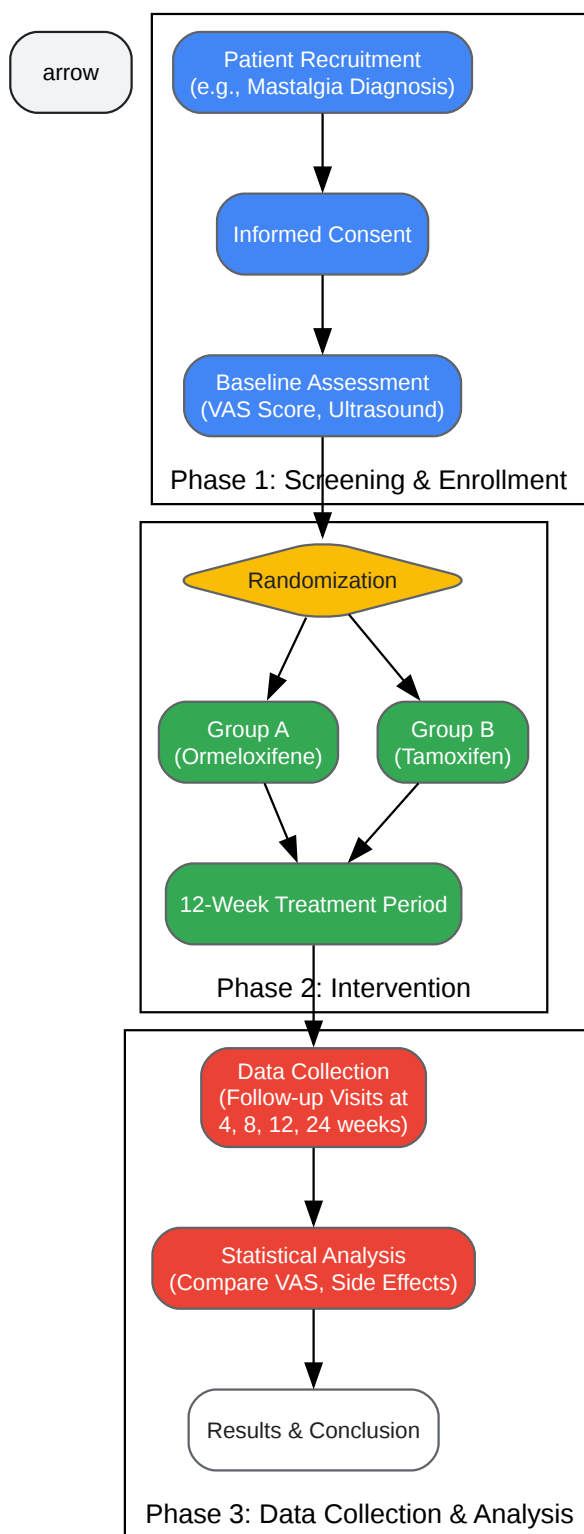 arrow
Patient Recruitment
(e.g., Mastalgia Diagnosis)
Informed Consent
Baseline Assessment
(VAS Score, Ultrasound)
Phase 1: Screening & Enrollment
Randomization
Group A
(Ormeloxifene)
Group B
(Tamoxifen)
12-Week Treatment Period
Phase 2: Intervention
Data Collection
(Follow-up Visits at
4, 8, 12, 24 weeks)
Statistical Analysis
(Compare VAS, Side Effects)
Results & Conclusion
Phase 3: Data Collection & Analysis